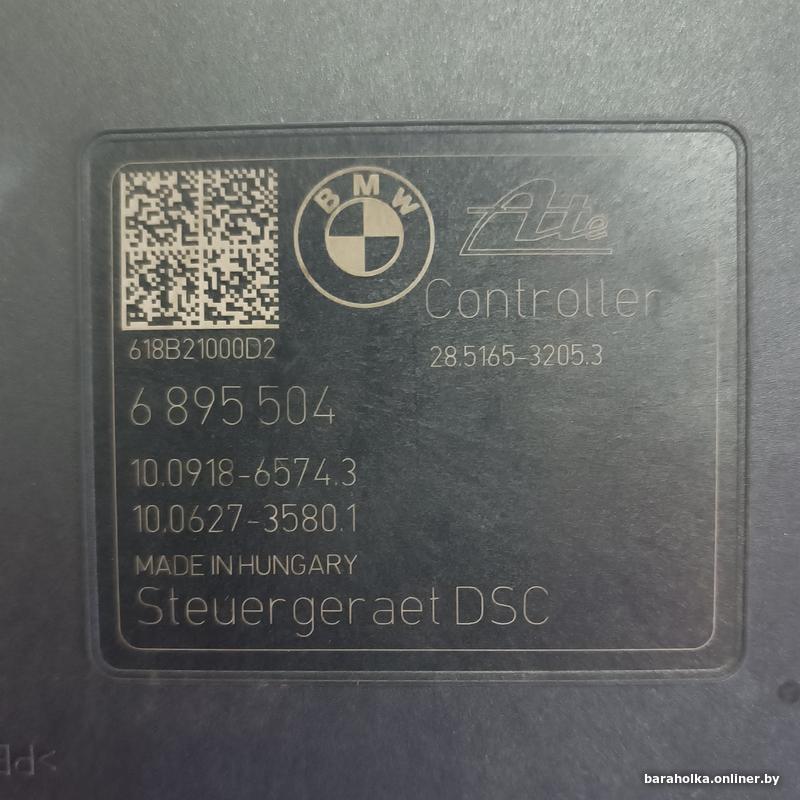 BMW
Ate
Controller
618B21000D2
28.5165-3205.3
6 895 504
10.0918-6574.3
10.0627-3580.1
MADE IN HUNGARY
Steuergeraet DSC
baraholka.onliner.by